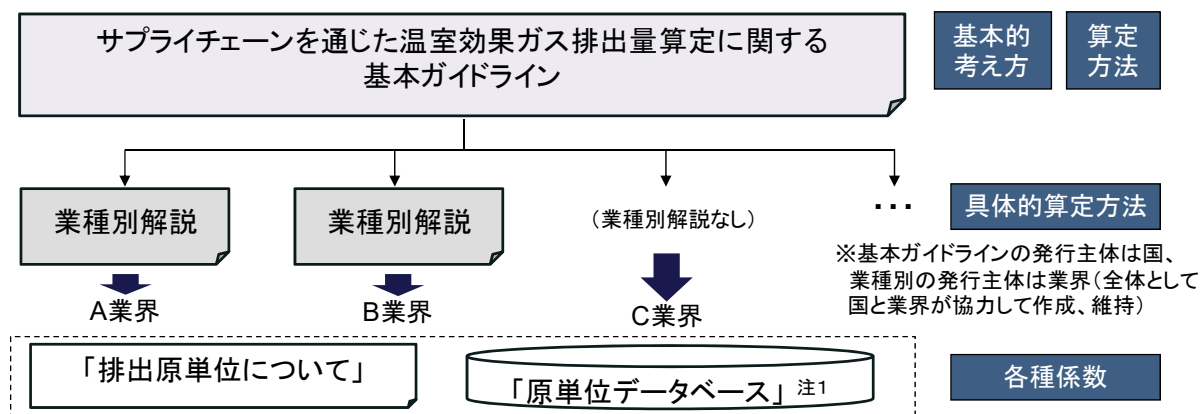 サプライチェーンを通じた温室効果ガス排出量算定に関する
基本ガイドライン
基本的
考え方
算定
方法
業種別解説
業種別解説
(業種別解説なし)
･･･
具体的算定方法
※基本ガイドラインの発行主体は国、
業種別の発行主体は業界(全体として
国と業界が協力して作成、維持)
A業界
B業界
C業界
「排出原単位について」
「原単位データベース」 注1
各種係数